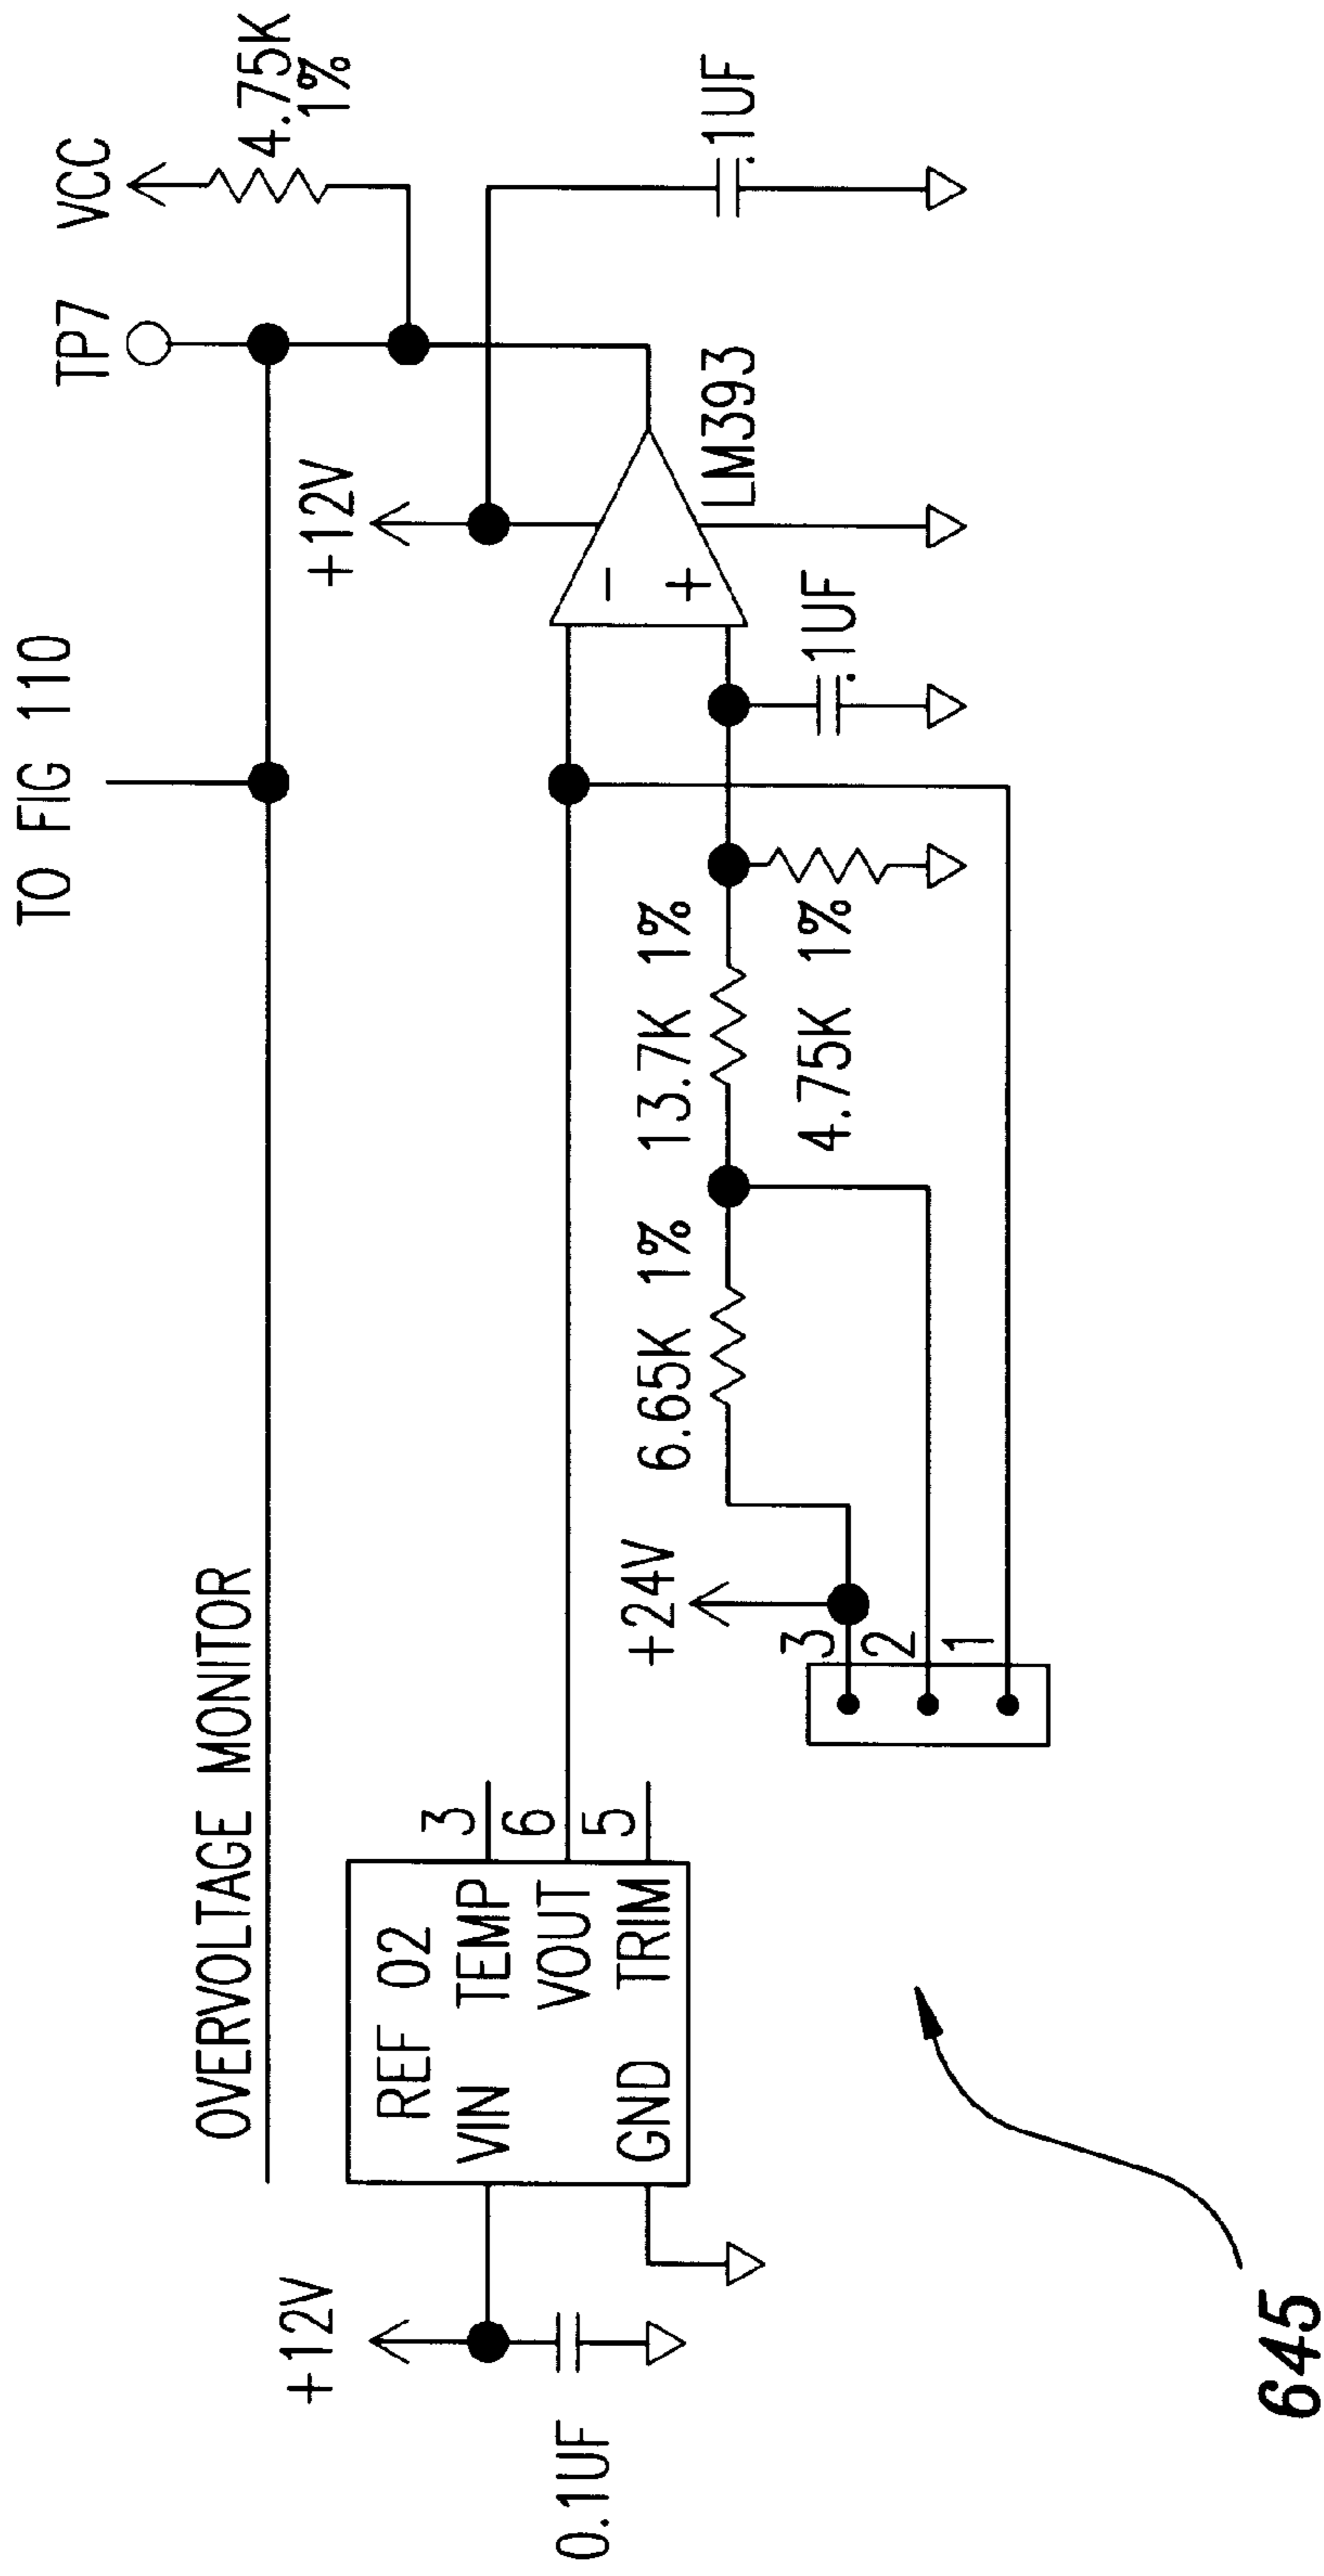 TO FIG 110
TP7
VCC
4.75K
1%
OVERVOLTAGE MONITOR
+12V
+12V
0.1UF
REF 02
VIN TEMP
VOUT
GND TRIM
3
6
5
+24V
6.65K 1%
13.7K 1%
4.75K 1%
.1UF
-
+
LM393
.1UF
3
2
1
645